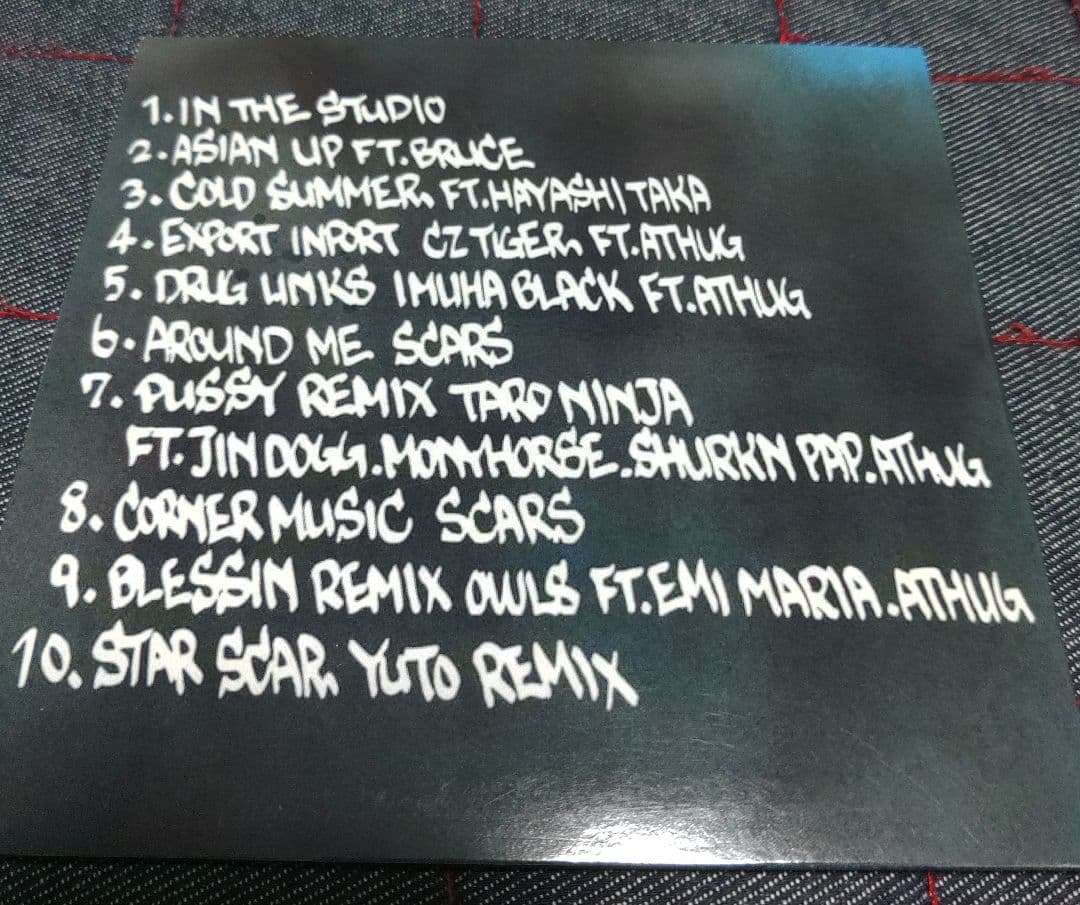 1. IN THE STUDIO
2. ASIAN UP FT. BRUCE
3. COLD SUMMER FT. HAYASHI TAKA
4. EXPORT INPORT CZ TIGER FT. ATHUG
5. DRUG LINKS IMUHA BLACK FT. ATHUG
6. AROUND ME SCARS
7. PUSSY REMIX TARO NINJA
FT. JIN DOGG. MONYHORSE. SHURKN PAP. ATHUG
8. CORNER MUSIC SCARS
9. BLESSIN REMIX OWLS FT. EMI MARIA. ATHUG
10. STAR SCAR YUTO REMIX